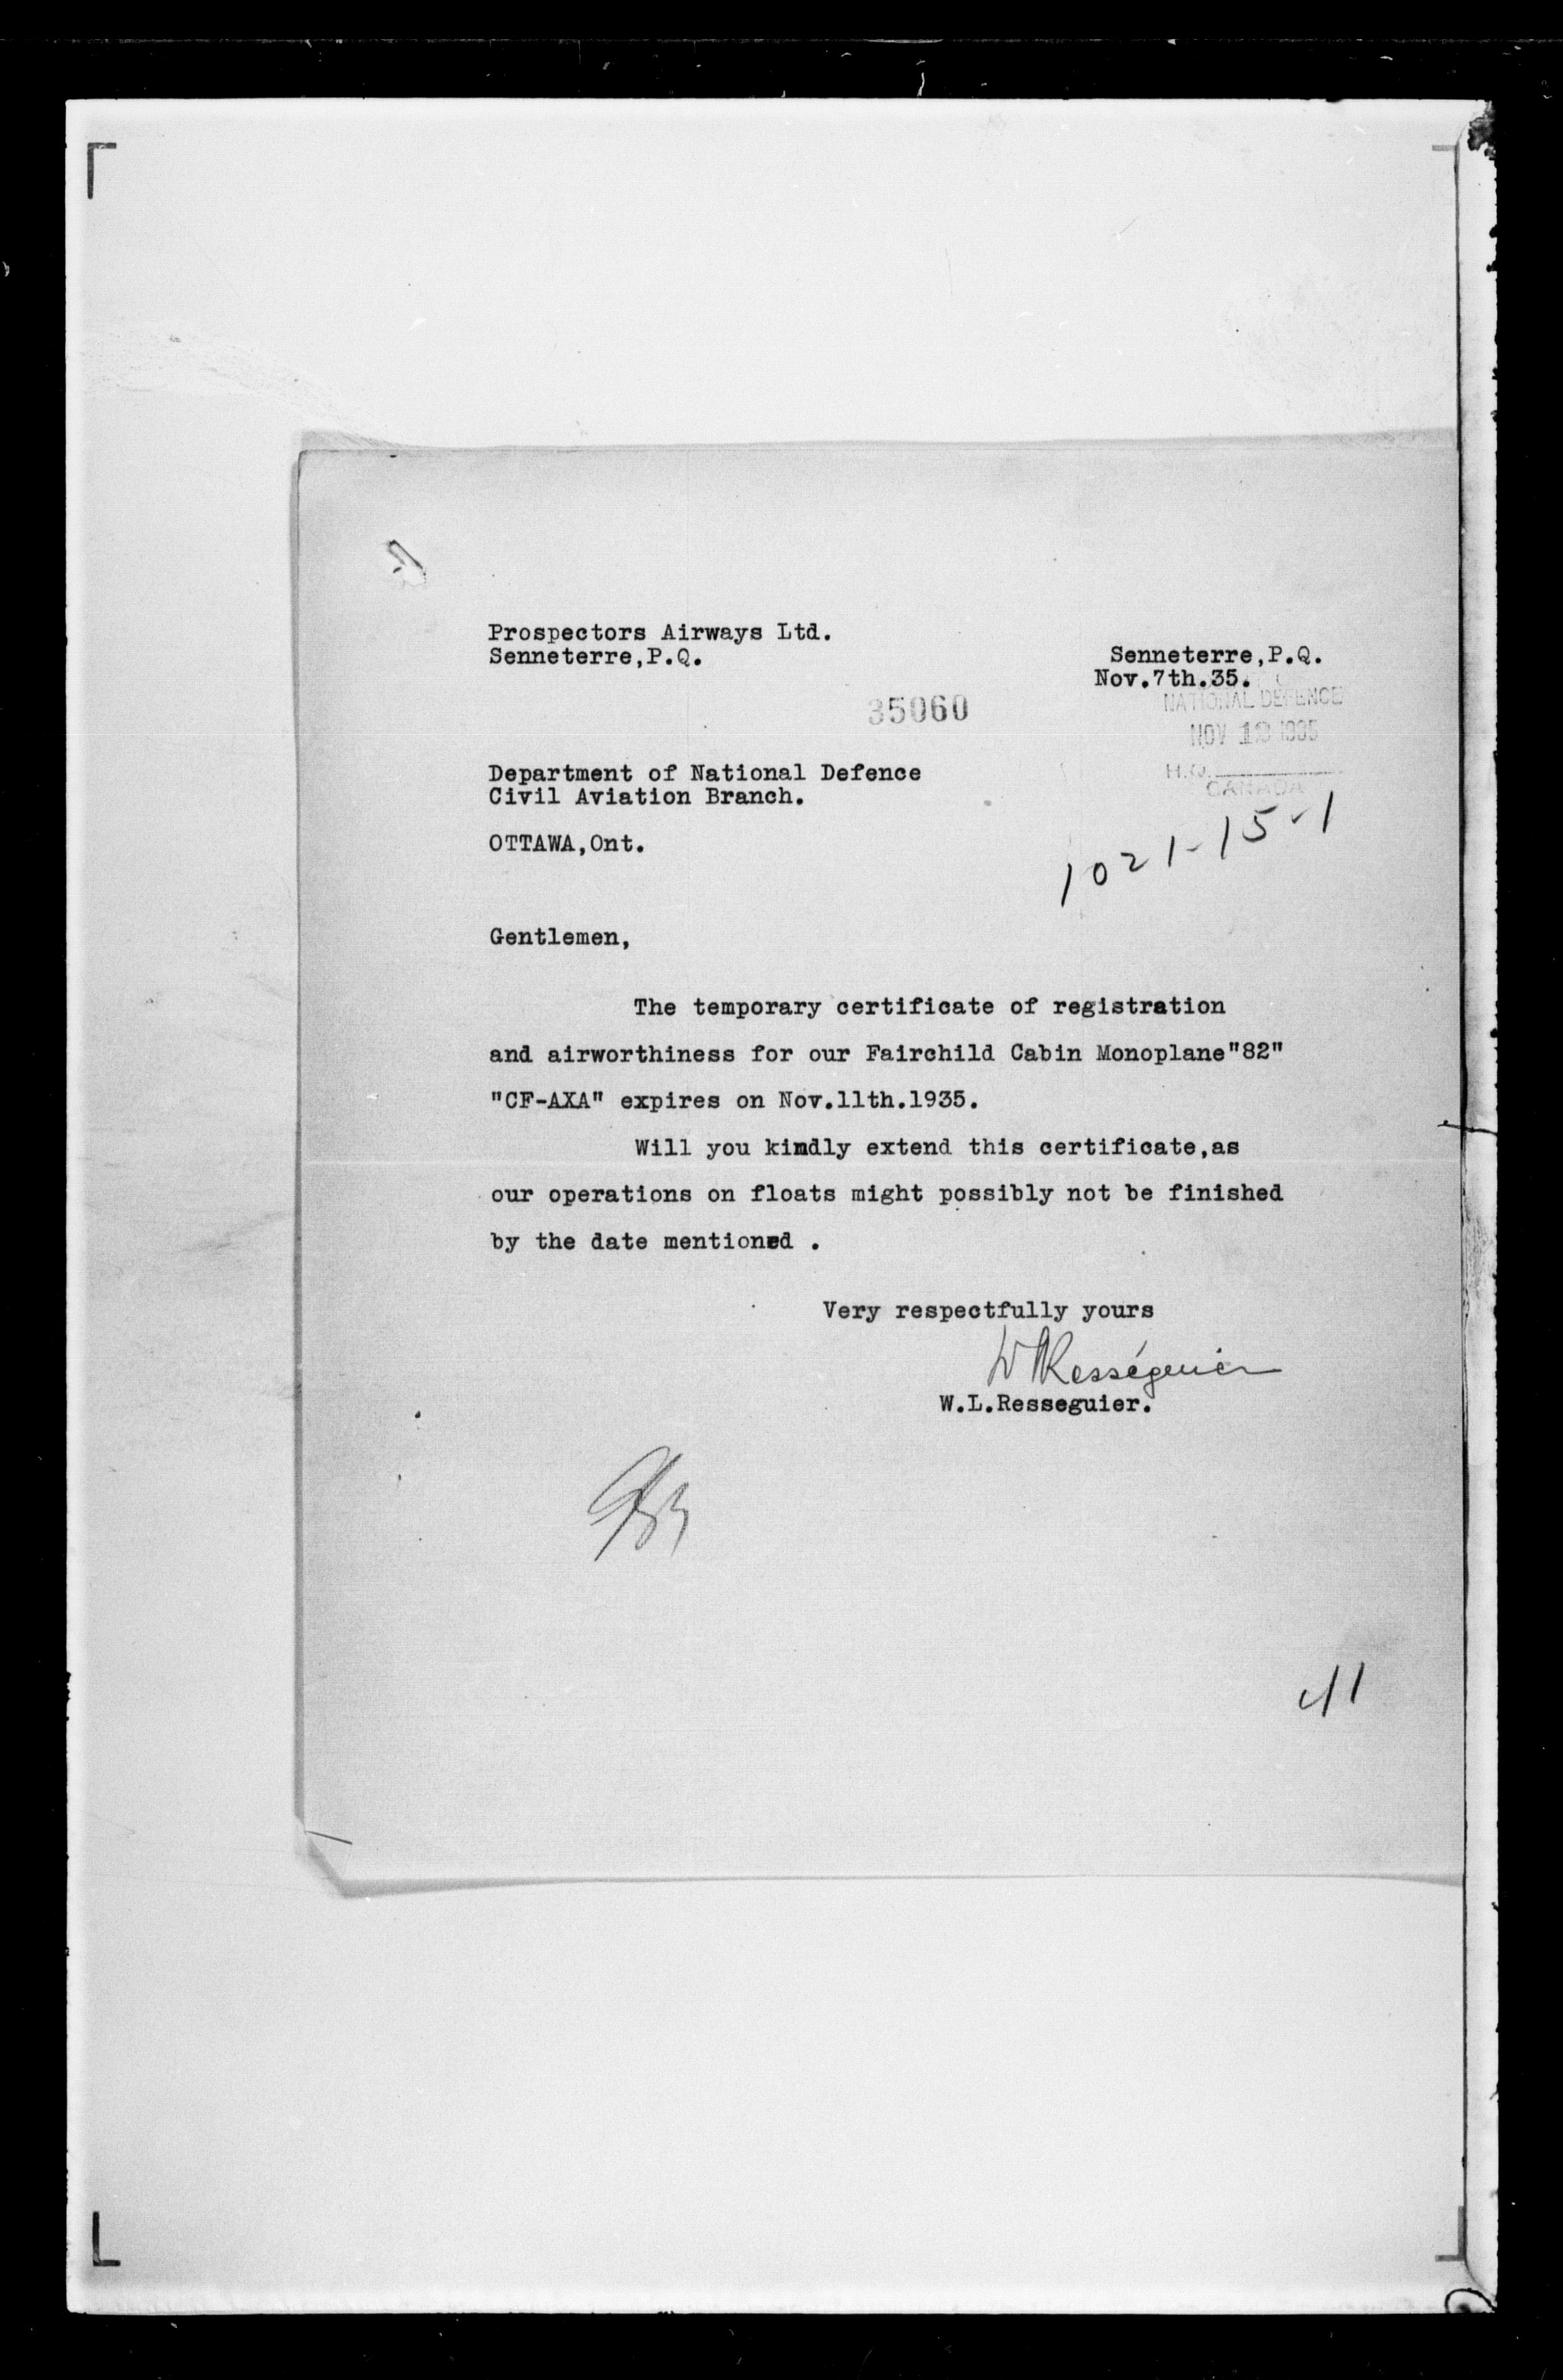 Prospectors Airways Ltd.
Senneterre,P.Q.
Senneterre,P.Q.
Nov.7th.35.
NATIONAL DEFENCE
35060
NOV 1935
H.Q.
CANADA
Department of National Defence
Civil Aviation Branch.
OTTAWA,Ont.
1021-15-1
Gentlemen,
The temporary certificate of registration
and airworthiness for our Fairchild Cabin Monoplane"82"
"CF-AXA" expires on Nov.11th.1935.
Will you kindly extend this certificate,as
our operations on floats might possibly not be finished
by the date mentioned .
Very respectfully yours
W Rességuier
W.L.Resseguier.
41